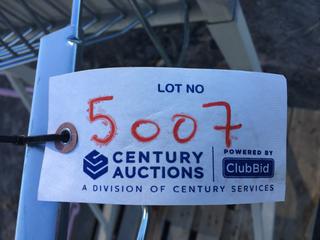 LOT NO
5007
CENTURY AUCTIONS
POWERED BY
ClubBid
A DIVISION OF CENTURY SERVICES